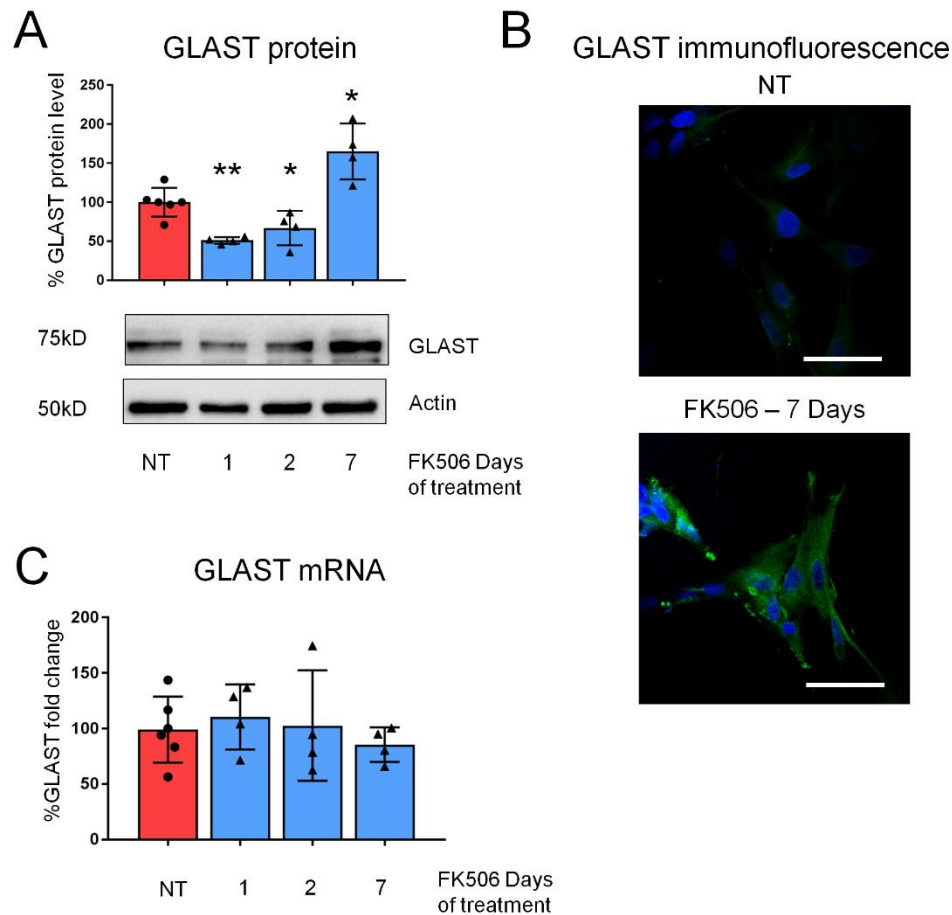 A
GLAST protein
% GLAST protein level
250
200
150
100
50
0
**
*
*
75kD
GLAST
50kD
Actin
NT 1 2 7 FK506 Days
of treatment
B
GLAST immunofluorescence
NT
FK506 – 7 Days
C
GLAST mRNA
%GLAST fold change
200
150
100
50
0
NT 1 2 7 FK506 Days
of treatment